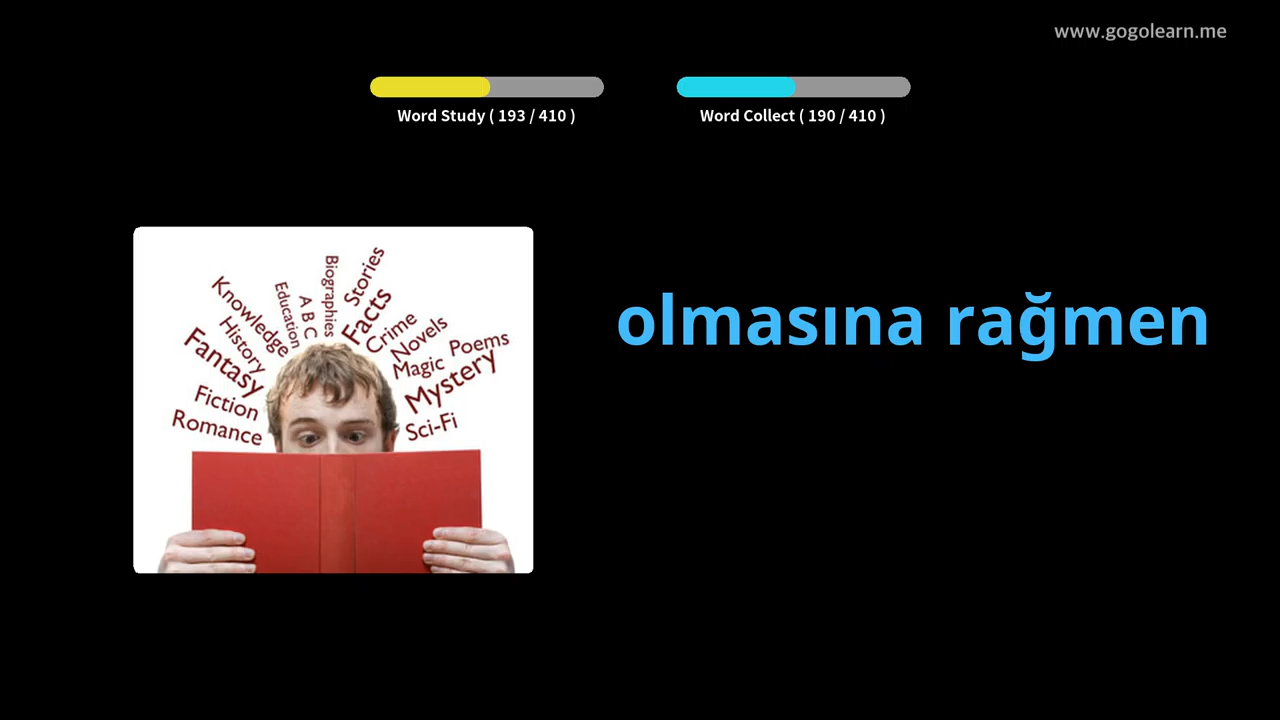 www.gogolearn.me
Word Study ( 193 / 410 )
Word Collect ( 190 / 410 )
olmasına rağmen
Knowledge
Education
A B C
Biographies
Stories
Facts
Crime
Novels
Poems
Magic
Mystery
Sci-Fi
History
Fantasy
Fiction
Romance